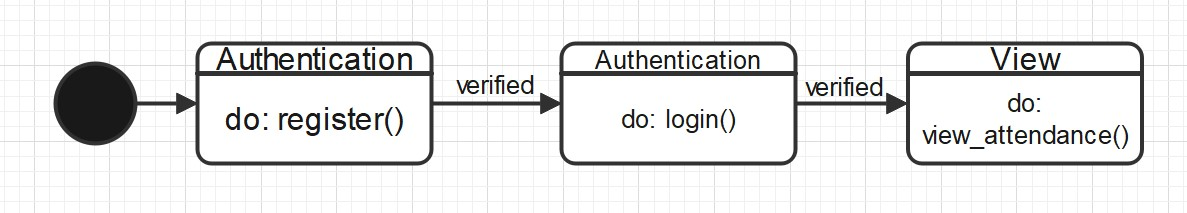 Authentication
do: register()
verified
Authentication
do: login()
verified
View
do:
view_attendance()